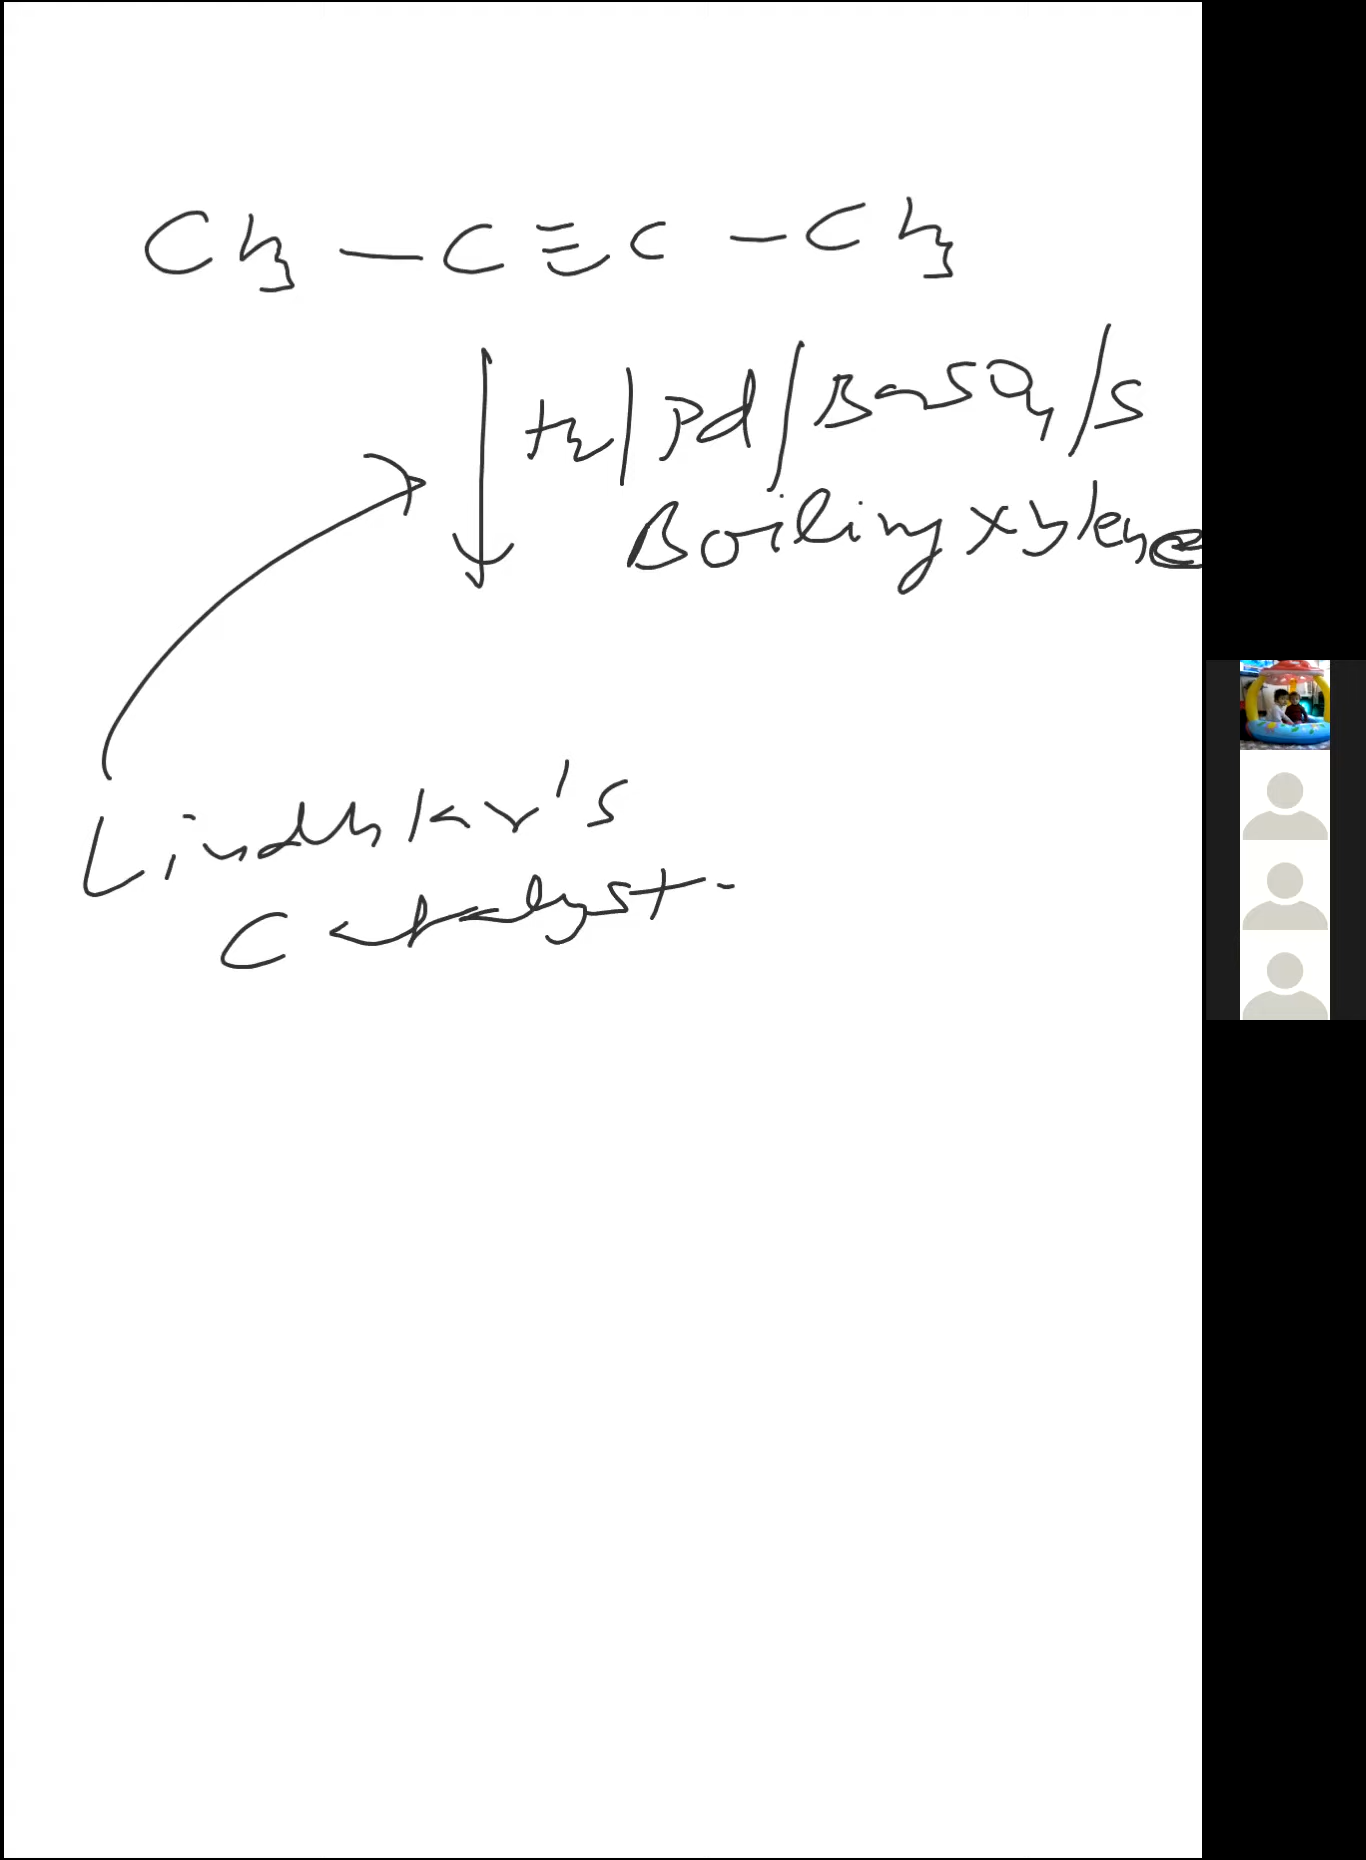 CH3 — C ≡ C — CH3
H2/Pd/BaSO4/S
Boiling xylene
Lindlar's
Catalyst.